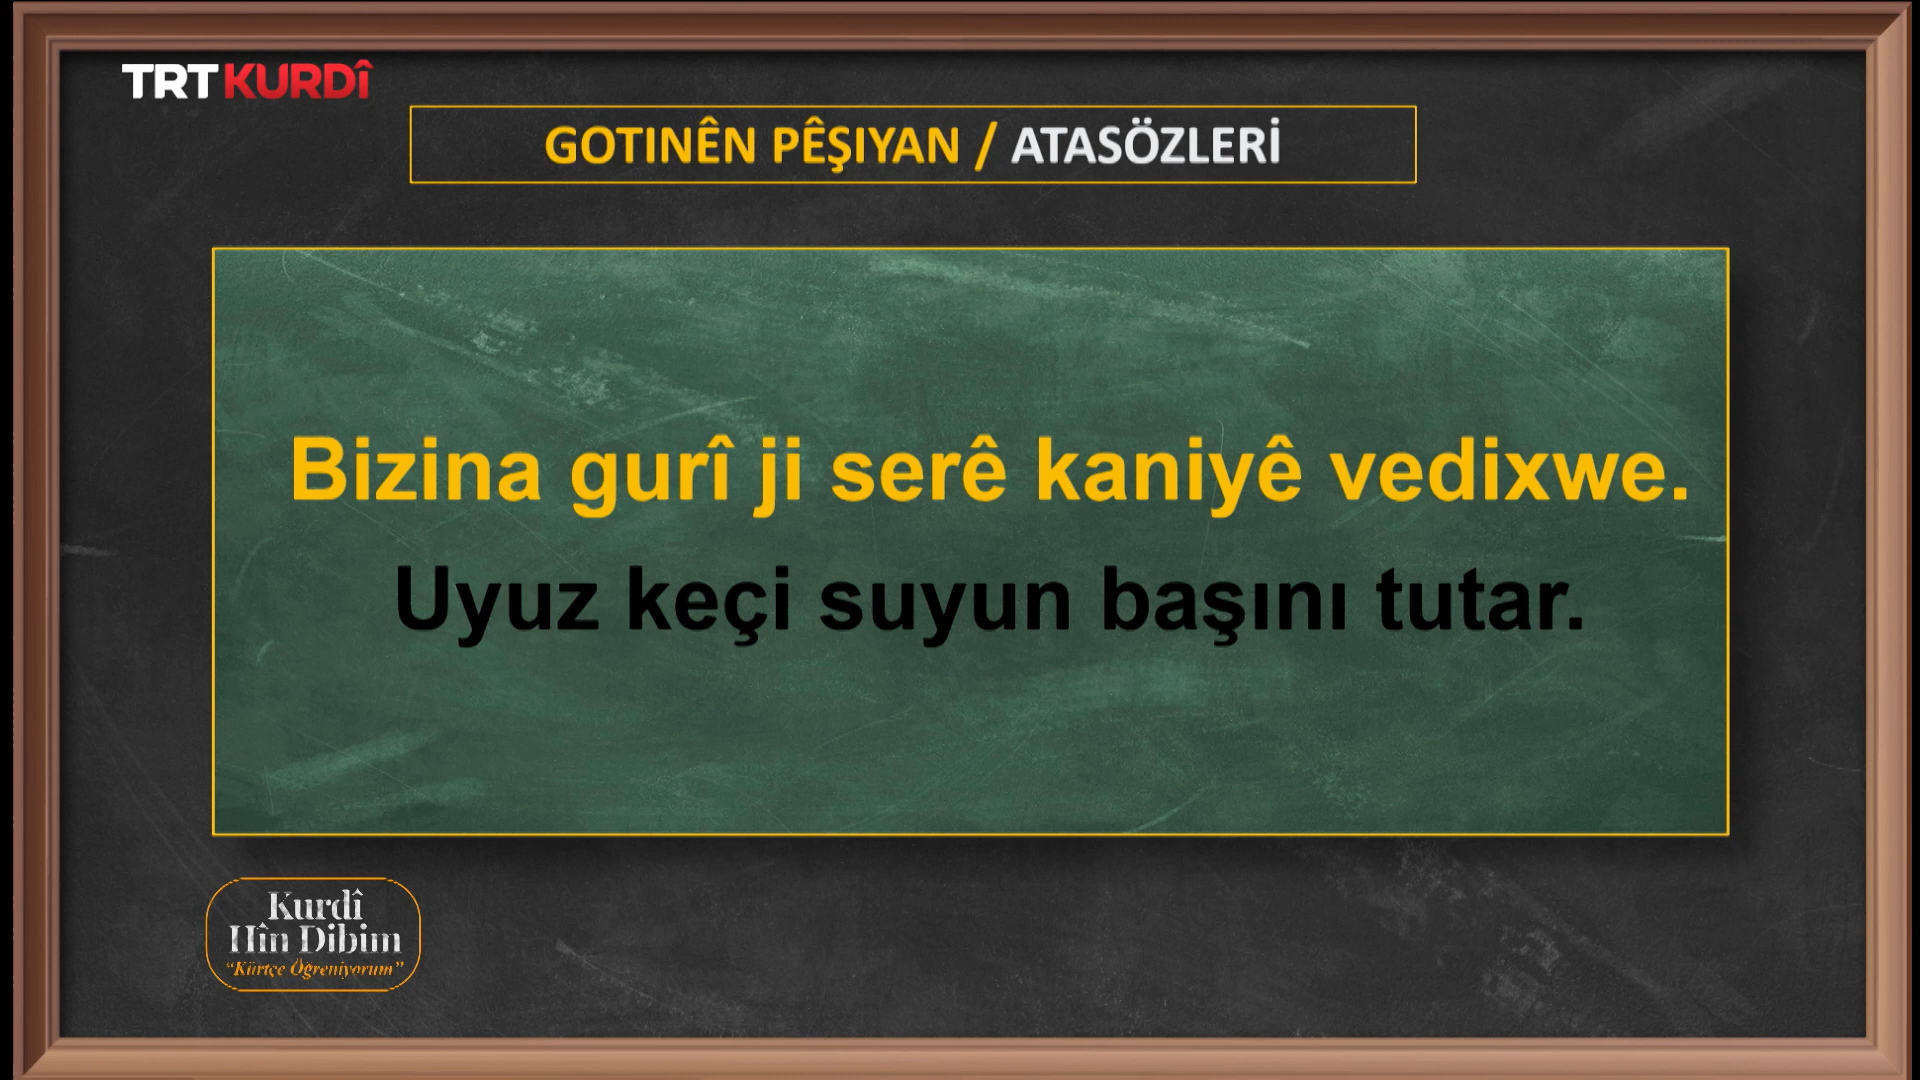 TRT KURDÎ
GOTINÊN PÊŞIYAN / ATASÖZLERİ
Bizina gurî ji serê kaniyê vedixwe.
Uyuz keçi suyun başını tutar.
Kurdî
Hîn Dibim
“Kürtçe Öğreniyorum”